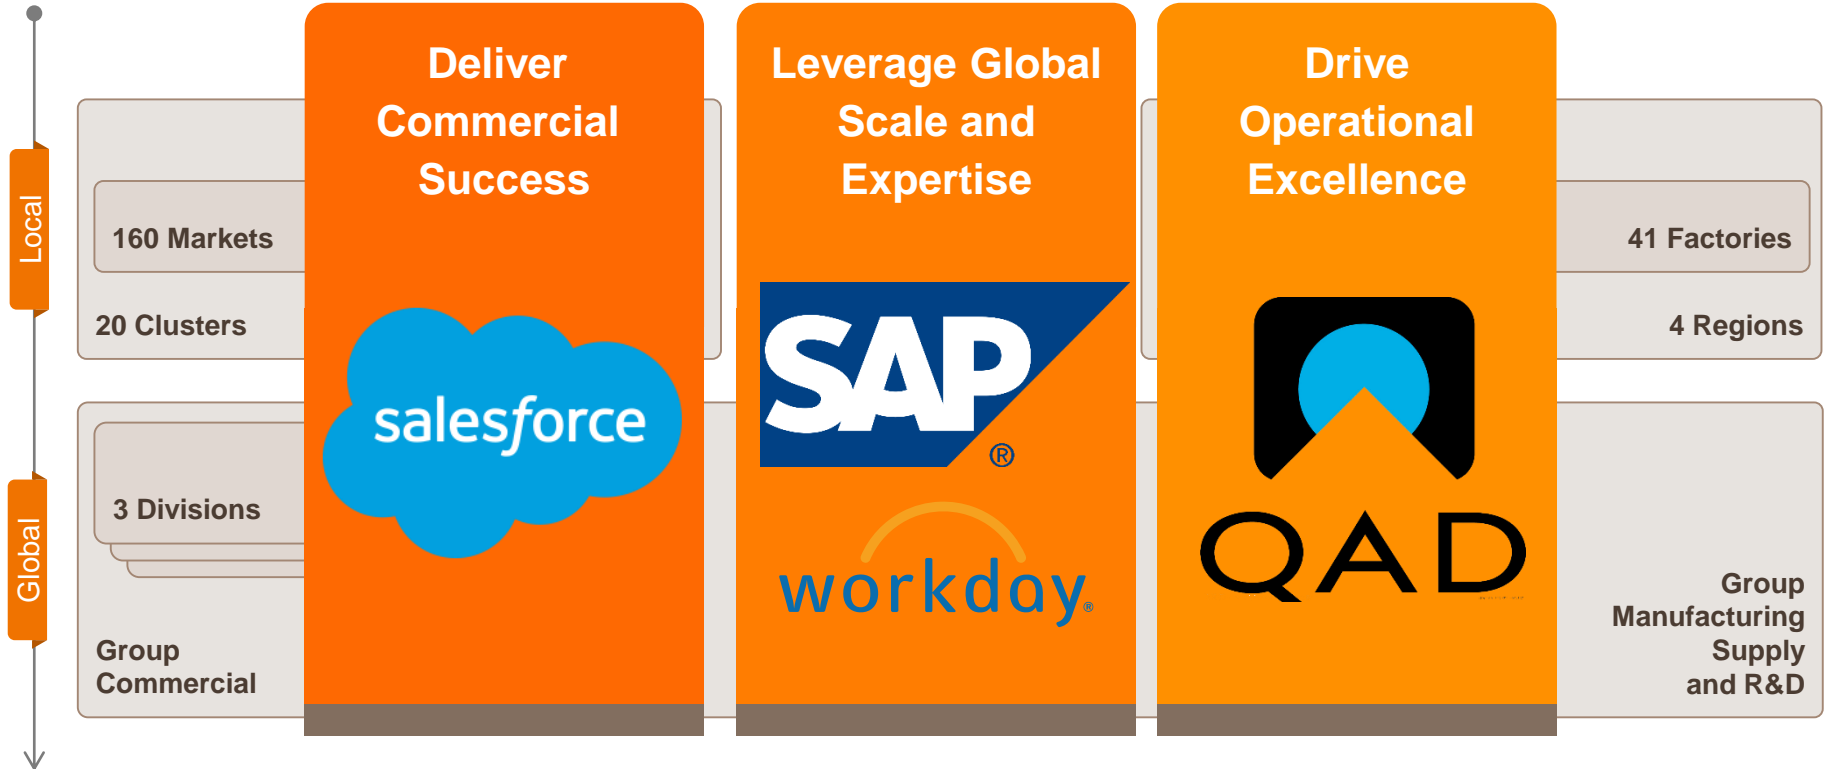 Deliver
Commercial
Success
Leverage Global
Scale and
Expertise
Drive
Operational
Excellence
Local
160 Markets
20 Clusters
41 Factories
4 Regions
salesforce
SAP
®
workday®
QAD
Global
3 Divisions
Group
Commercial
Group
Manufacturing
Supply
and R&D